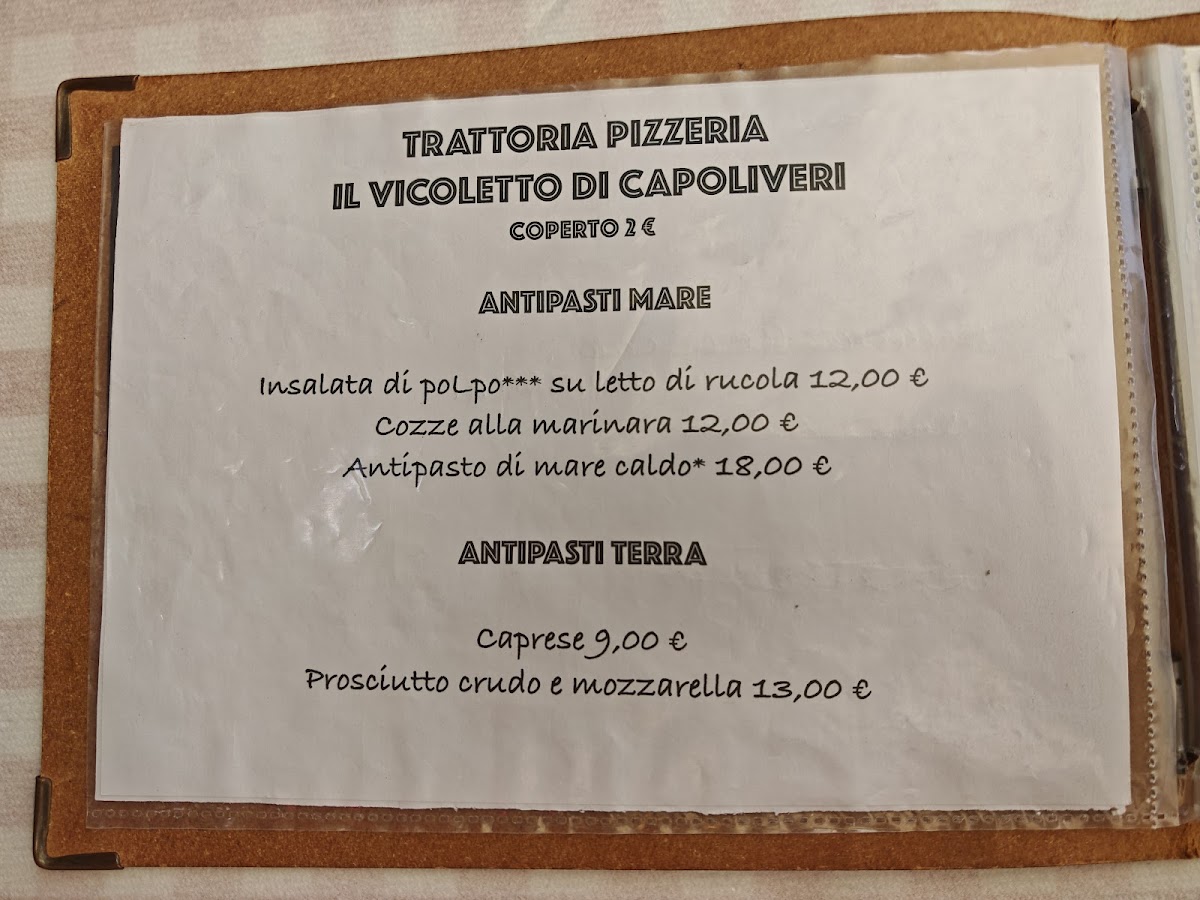 TRATTORIA PIZZERIA
IL VICOLETTO DI CAPOLIVERI
COPERTO 2 €
ANTIPASTI MARE
Insalata di poLpo*** su letto di rucola 12,00 €
Cozze alla marinara 12,00 €
Antipasto di mare caldo* 18,00 €
ANTIPASTI TERRA
Caprese 9,00 €
Prosciutto crudo e mozzarella 13,00 €